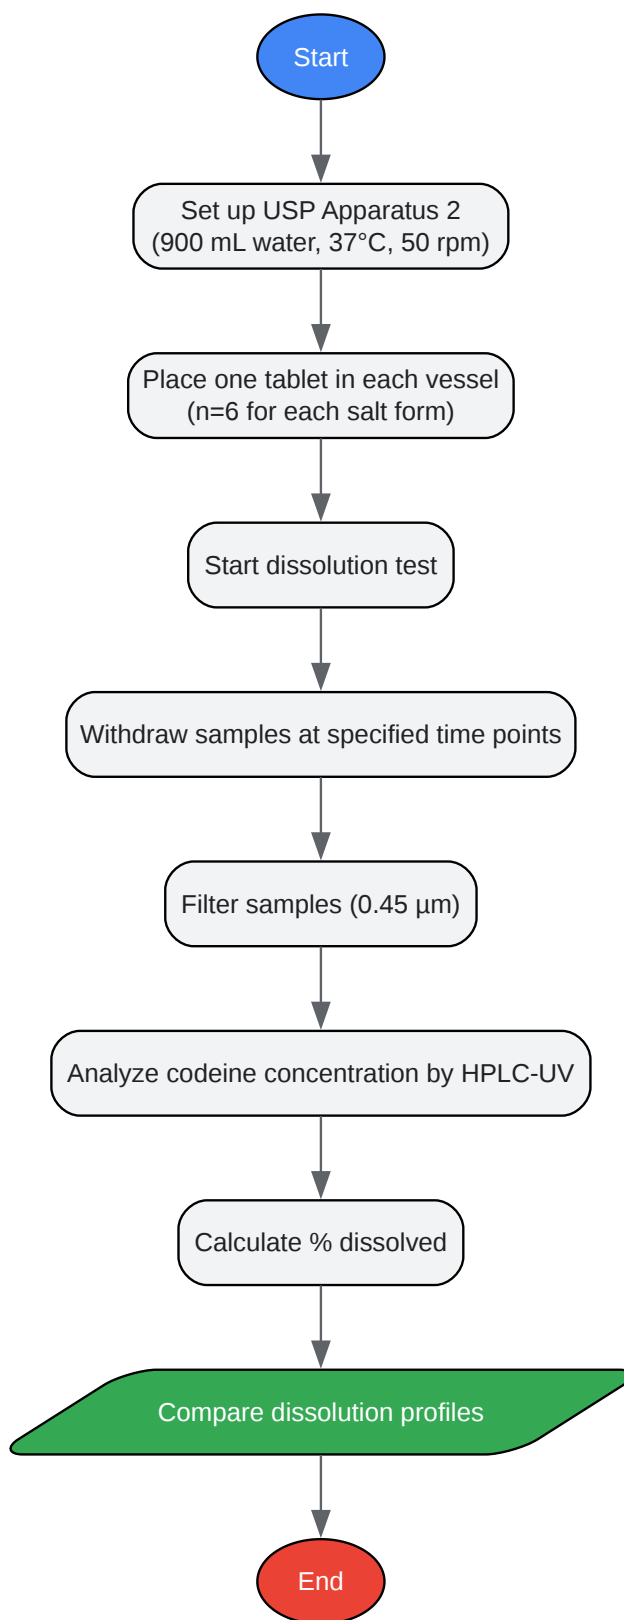 Start
Set up USP Apparatus 2
(900 mL water, 37°C, 50 rpm)
Place one tablet in each vessel
(n=6 for each salt form)
Start dissolution test
Withdraw samples at specified time points
Filter samples (0.45 µm)
Analyze codeine concentration by HPLC-UV
Calculate % dissolved
Compare dissolution profiles
End